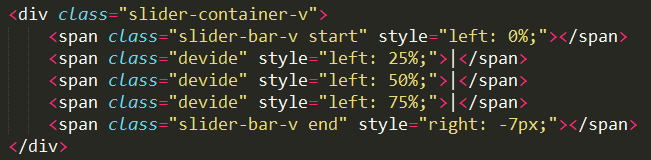 <div class="slider-container-v">
    <span class="slider-bar-v start" style="left: 0%;"></span>
    <span class="devide" style="left: 25%;">|</span>
    <span class="devide" style="left: 50%;">|</span>
    <span class="devide" style="left: 75%;">|</span>
    <span class="slider-bar-v end" style="right: -7px;"></span>
</div>